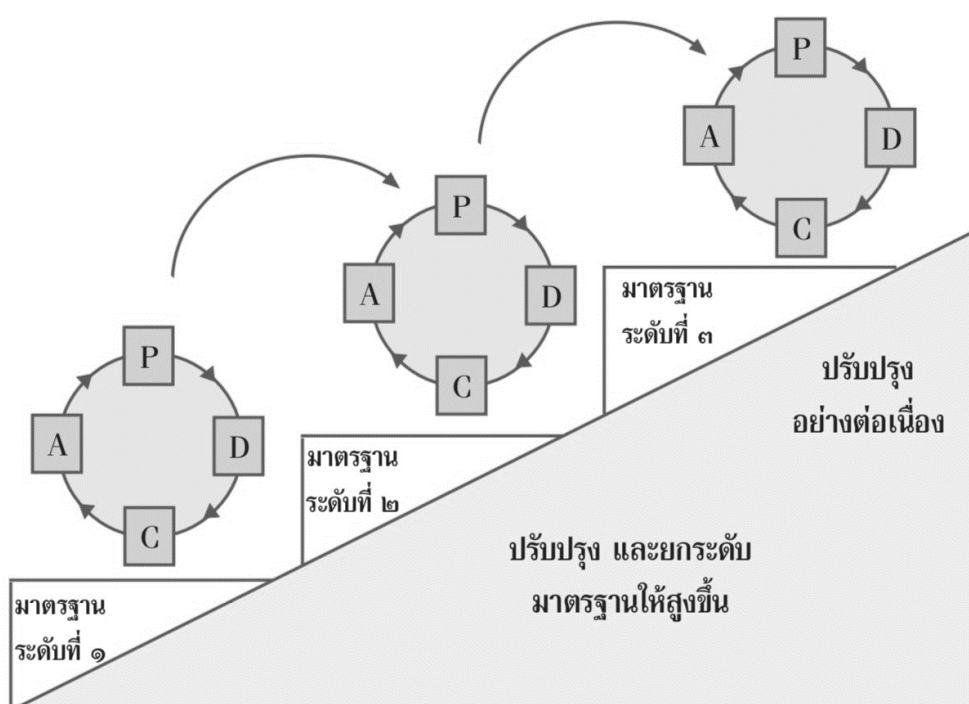 P
A
D
C
P
A
D
C
P
A
D
C
มาตรฐาน
ระดับที่ ๓
ปรับปรุง
อย่างต่อเนื่อง
มาตรฐาน
ระดับที่ ๒
ปรับปรุง และยกระดับ
มาตรฐานให้สูงขึ้น
มาตรฐาน
ระดับที่ ๑